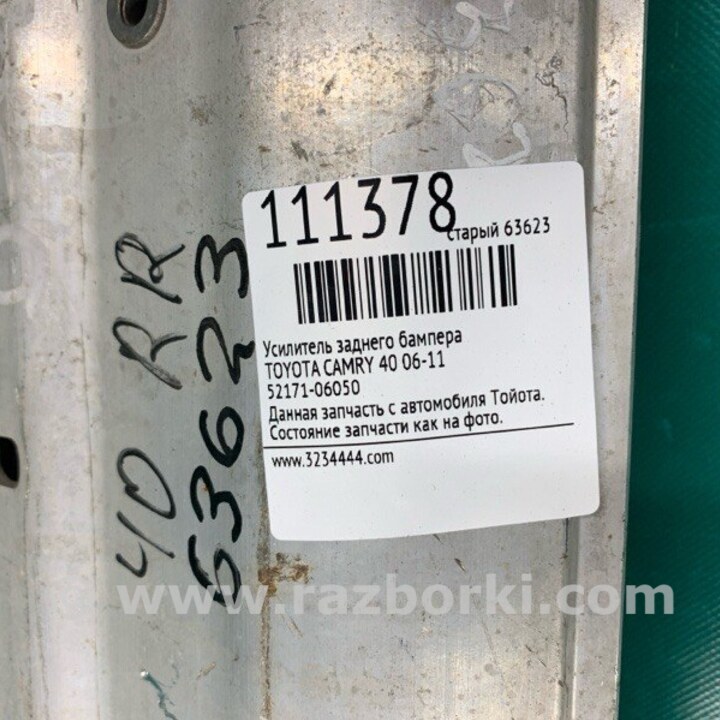 111378
старый 63623
Усилитель заднего бампера
TOYOTA CAMRY 40 06-11
52171-06050
Данная запчасть с автомобиля Тойота.
Состояние запчасти как на фото.
www.3234444.com
40 RR
63623
www.razborki.com